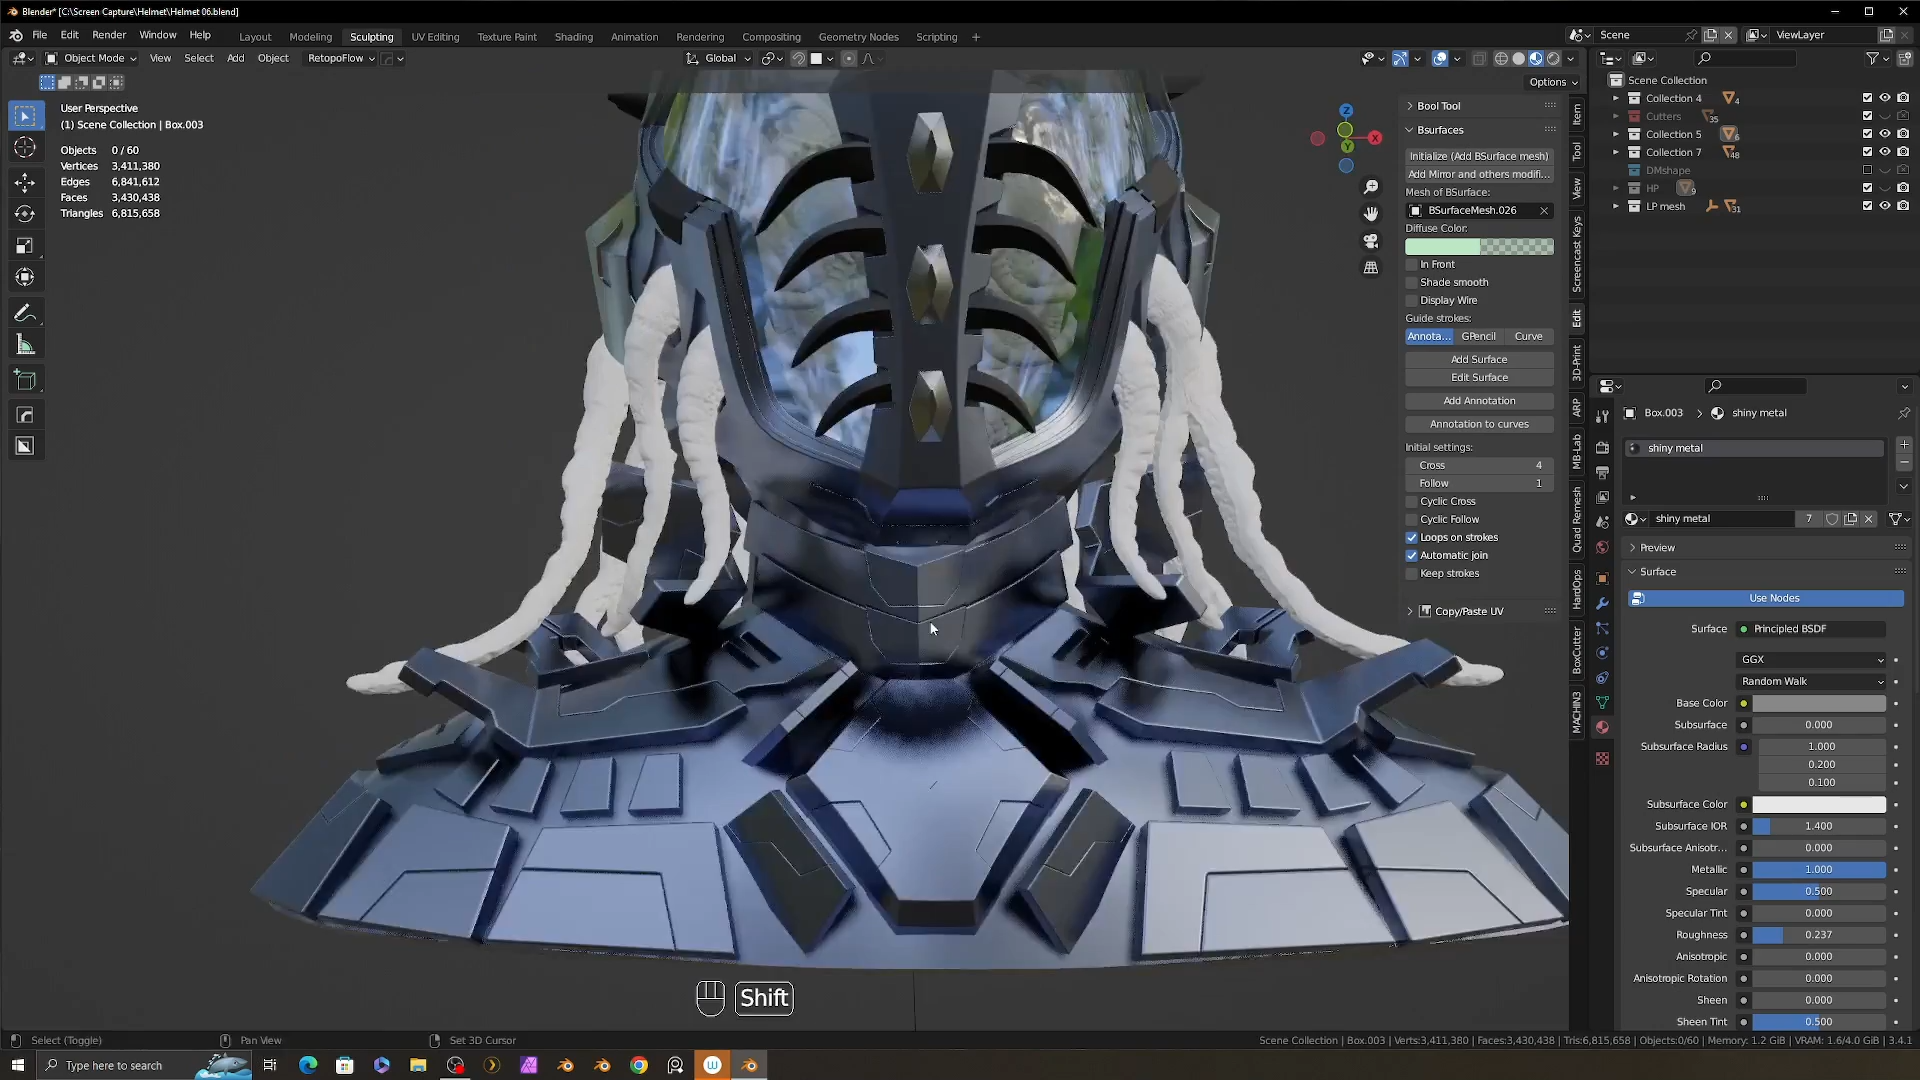 Blender* [C:\Screen Capture\Helmet\Helmet 06.blend]
File Edit Render Window Help
Layout Modeling Sculpting UV Editing Texture Paint Shading Animation Rendering Compositing Geometry Nodes Scripting +
Scene
ViewLayer
Object Mode View Select Add Object RetopoFlow
Global
Options
User Perspective
(1) Scene Collection | Box.003
Objects 0 / 60
Vertices 3,411,380
Edges 6,841,612
Faces 3,430,438
Triangles 6,815,658
Z
X
Y
Bool Tool
Bsurfaces
Initialize (Add BSurface mesh)
Add Mirror and others modifi...
Mesh of BSurface:
BSurfaceMesh.026
Diffuse Color:
In Front
Shade smooth
Display Wire
Guide strokes:
Annota... GPencil Curve
Add Surface
Edit Surface
Add Annotation
Annotation to curves
Initial settings:
Cross 4
Follow 1
Cyclic Cross
Cyclic Follow
Loops on strokes
Automatic join
Keep strokes
Copy/Paste UV
Item
Tool
View
Screencast Keys
Edit
3D-Print
ARP
MB-Lab
Quad Remesh
HardOps
BoxCutter
MACHIN3
Scene Collection
Collection 4 4
Cutters 35
Collection 5 6
Collection 7 48
DMshape
HP 9
LP mesh 31
Box.003 > shiny metal
shiny metal
shiny metal 7
Preview
Surface
Use Nodes
Surface Principled BSDF
GGX
Random Walk
Base Color
Subsurface 0.000
Subsurface Radius 1.000
0.200
0.100
Subsurface Color
Subsurface IOR 1.400
Subsurface Anisotr... 0.000
Metallic 1.000
Specular 0.500
Specular Tint 0.000
Roughness 0.237
Anisotropic 0.000
Anisotropic Rotation 0.000
Sheen 0.000
Sheen Tint 0.500
Shift
Select (Toggle) Pan View Set 3D Cursor
Scene Collection | Box.003 | Verts:3,411,380 | Faces:3,430,438 | Tris:6,815,658 | Objects:0/60 | Memory: 1.2 GiB | VRAM: 1.6/4.0 GiB | 3.4.1
Type here to search